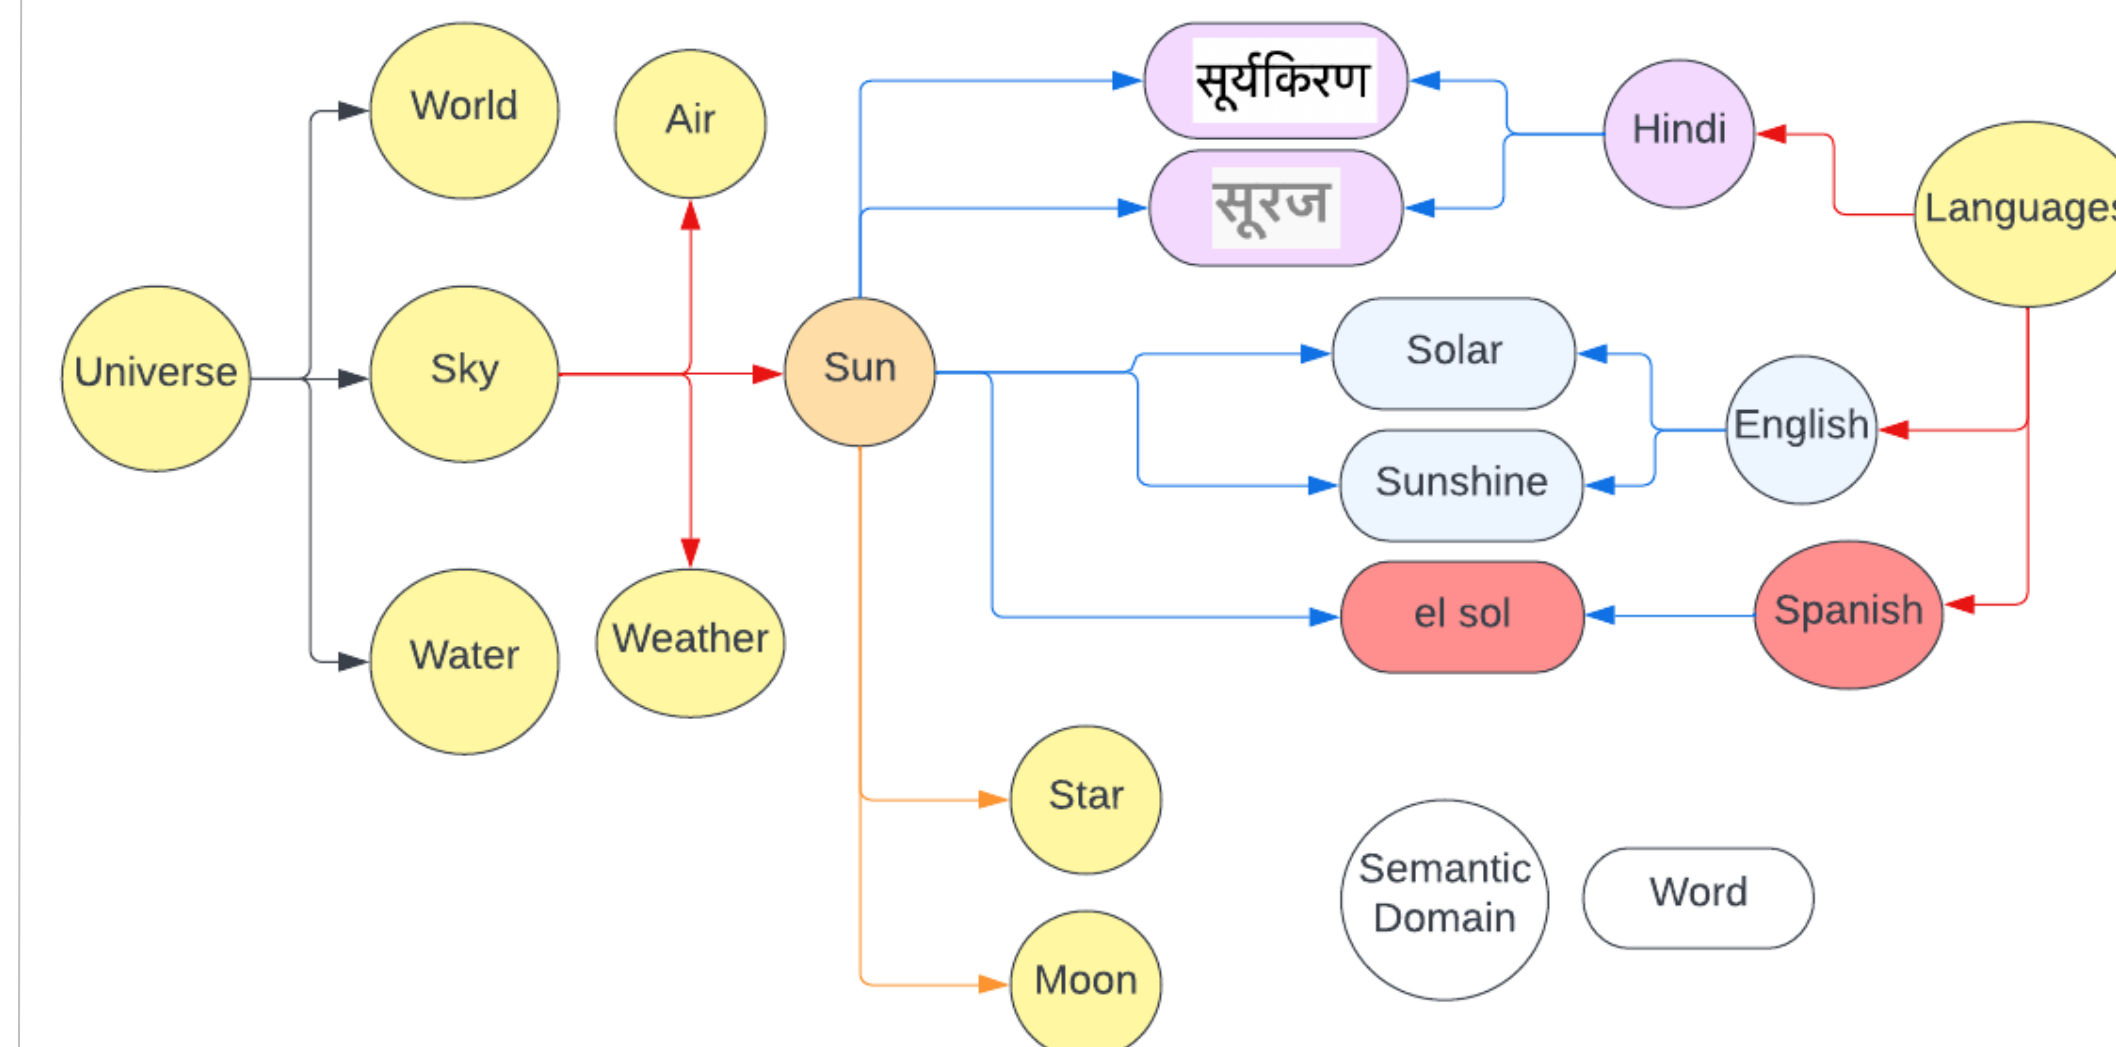 World
Air
सूर्यकिरण
Hindi
सूरज
Languages
Universe
Sky
Sun
Solar
English
Sunshine
Water
Weather
el sol
Spanish
Star
Semantic
Domain
Word
Moon